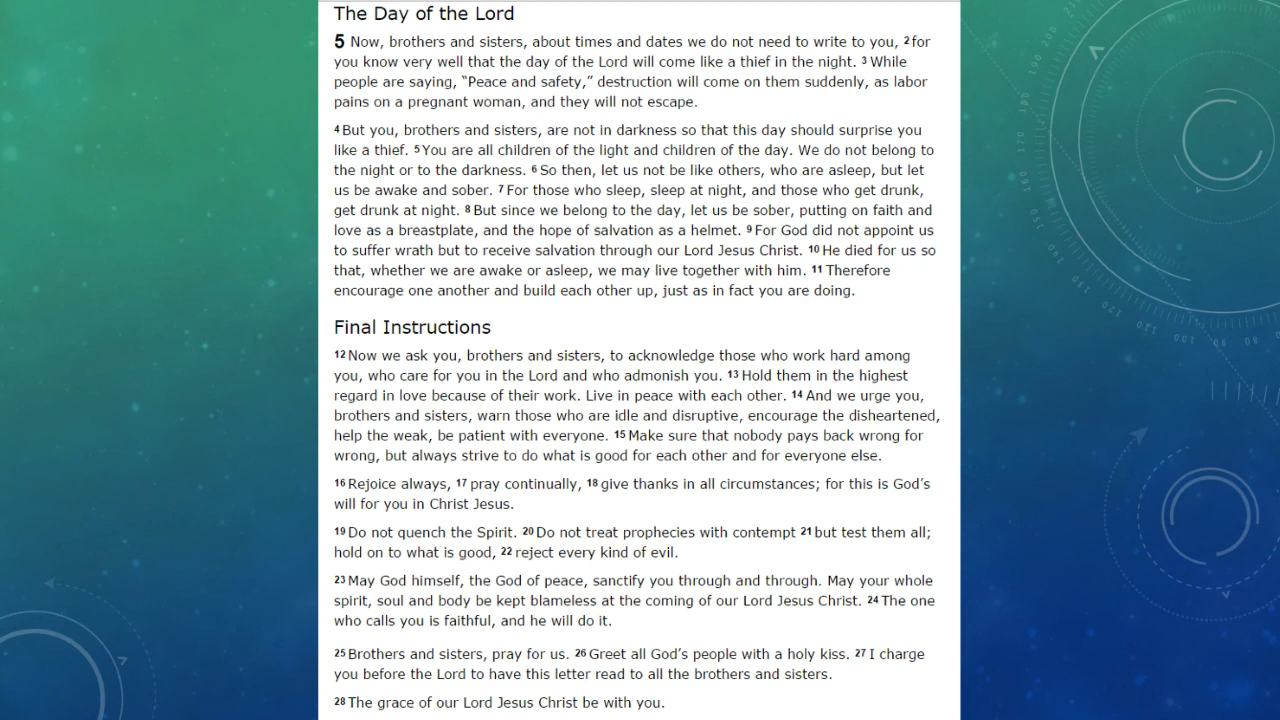 The Day of the Lord
5 Now, brothers and sisters, about times and dates we do not need to write to you, 2 for
you know very well that the day of the Lord will come like a thief in the night. 3 While
people are saying, “Peace and safety,” destruction will come on them suddenly, as labor
pains on a pregnant woman, and they will not escape.
4 But you, brothers and sisters, are not in darkness so that this day should surprise you
like a thief. 5 You are all children of the light and children of the day. We do not belong to
the night or to the darkness. 6 So then, let us not be like others, who are asleep, but let
us be awake and sober. 7 For those who sleep, sleep at night, and those who get drunk,
get drunk at night. 8 But since we belong to the day, let us be sober, putting on faith and
love as a breastplate, and the hope of salvation as a helmet. 9 For God did not appoint us
to suffer wrath but to receive salvation through our Lord Jesus Christ. 10 He died for us so
that, whether we are awake or asleep, we may live together with him. 11 Therefore
encourage one another and build each other up, just as in fact you are doing.
Final Instructions
12 Now we ask you, brothers and sisters, to acknowledge those who work hard among
you, who care for you in the Lord and who admonish you. 13 Hold them in the highest
regard in love because of their work. Live in peace with each other. 14 And we urge you,
brothers and sisters, warn those who are idle and disruptive, encourage the disheartened,
help the weak, be patient with everyone. 15 Make sure that nobody pays back wrong for
wrong, but always strive to do what is good for each other and for everyone else.
16 Rejoice always, 17 pray continually, 18 give thanks in all circumstances; for this is God’s
will for you in Christ Jesus.
19 Do not quench the Spirit. 20 Do not treat prophecies with contempt 21 but test them all;
hold on to what is good, 22 reject every kind of evil.
23 May God himself, the God of peace, sanctify you through and through. May your whole
spirit, soul and body be kept blameless at the coming of our Lord Jesus Christ. 24 The one
who calls you is faithful, and he will do it.
25 Brothers and sisters, pray for us. 26 Greet all God’s people with a holy kiss. 27 I charge
you before the Lord to have this letter read to all the brothers and sisters.
28 The grace of our Lord Jesus Christ be with you.